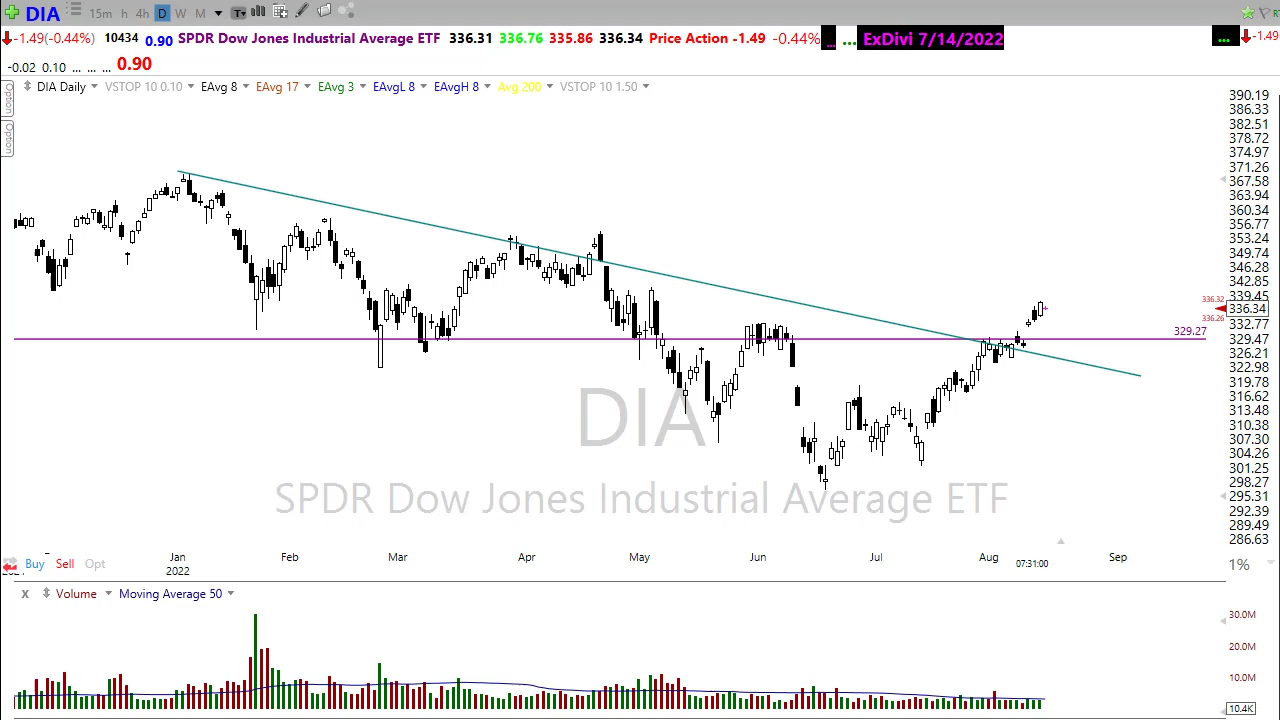 DIA 15m h 4h D W M T
-1.49(-0.44%) 10434 0.90 SPDR Dow Jones Industrial Average ETF 336.31 336.76 335.86 336.34 Price Action -1.49 -0.44% ... ... ExDivi 7/14/2022 ... -1.49
-0.02 0.10 ... ... ... 0.90
DIA Daily VSTOP 10 0.10 EAvg 8 EAvg 17 EAvg 3 EAvgL 8 EAvgH 8 Avg 200 VSTOP 10 1.50
Option
Option
390.19
386.33
382.51
378.72
374.97
371.26
367.58
363.94
360.34
356.77
353.24
349.74
346.28
342.85
339.45
336.32
336.34
336.26
332.77
329.27
329.47
326.21
322.98
319.78
316.62
313.48
310.38
307.30
304.26
301.25
298.27
295.31
292.39
289.49
286.63
DIA
SPDR Dow Jones Industrial Average ETF
Jan Feb Mar Apr May Jun Jul Aug Sep
2022 07:31:00
Buy Sell Opt 1%
x Volume Moving Average 50
30.0M
20.0M
10.0M
10.4K